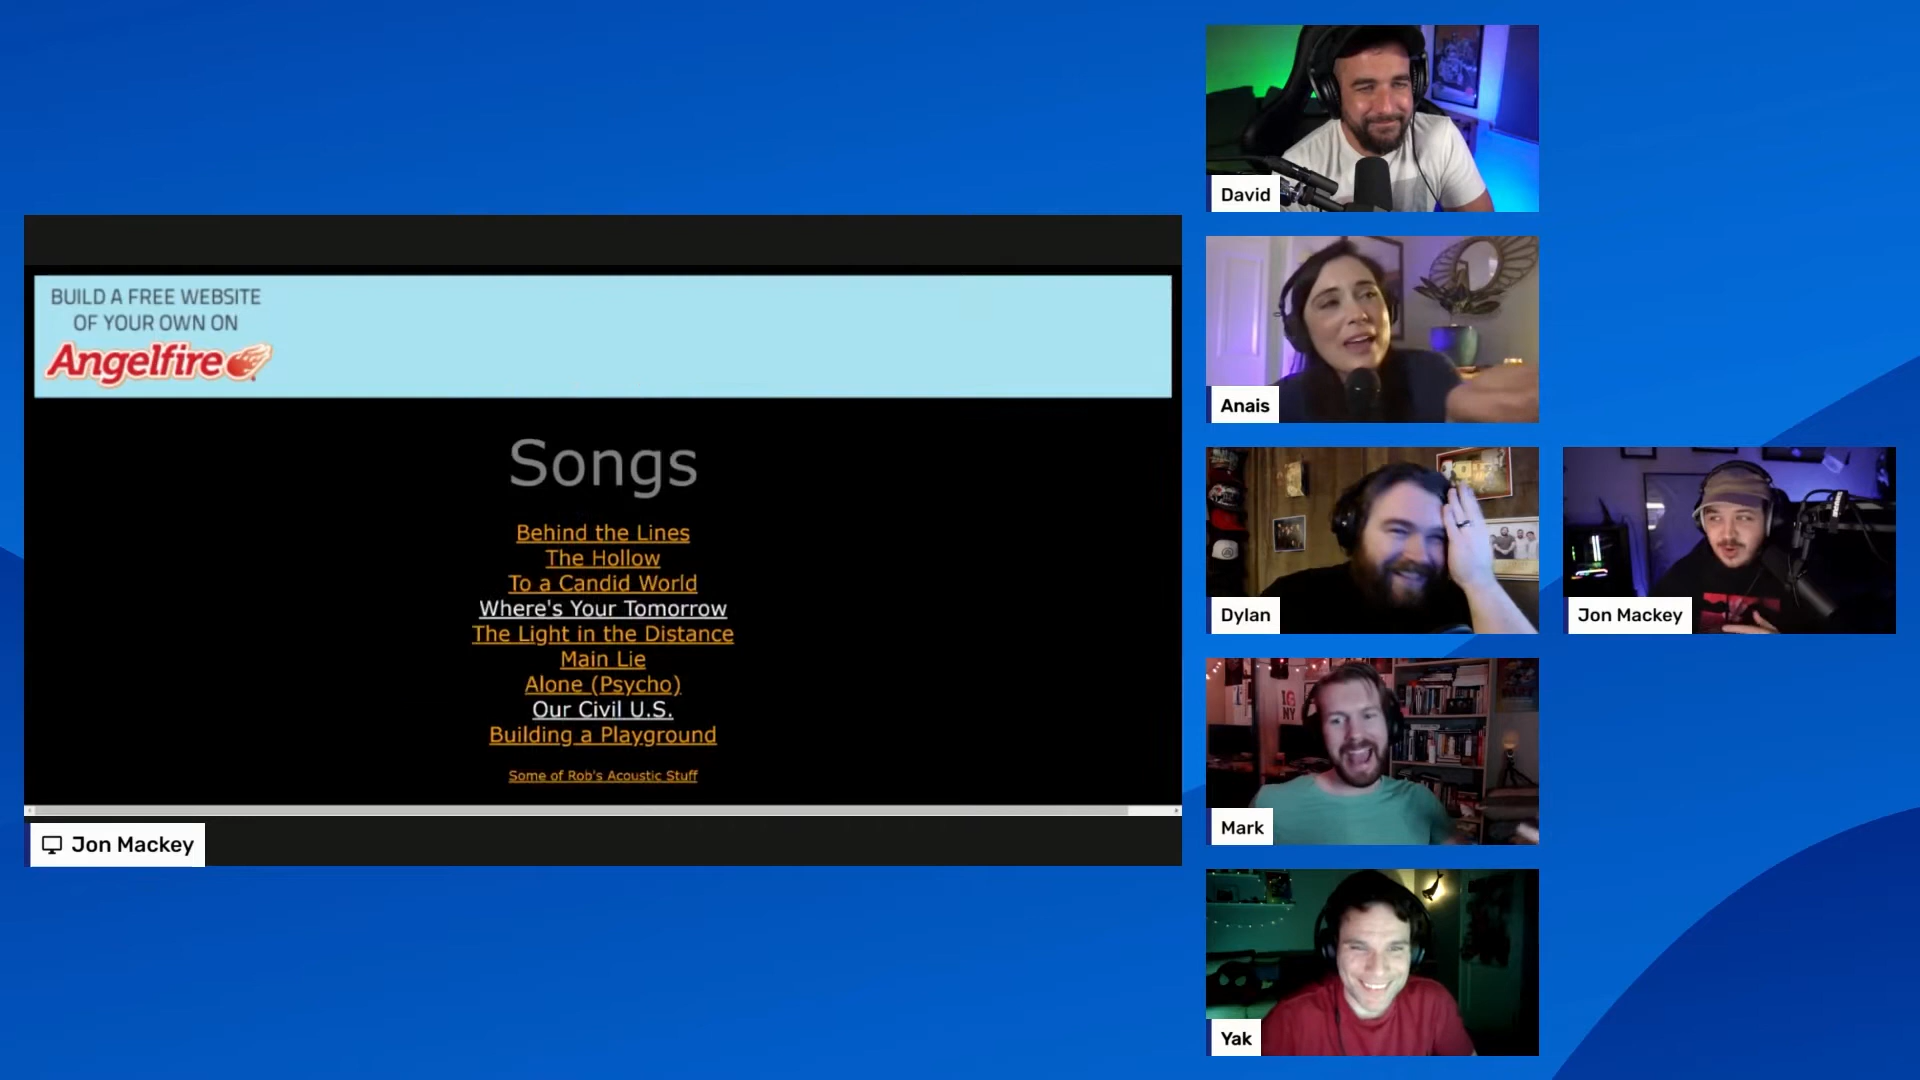 BUILD A FREE WEBSITE
OF YOUR OWN ON
Angelfire
Songs
Behind the Lines
The Hollow
To a Candid World
Where's Your Tomorrow
The Light in the Distance
Main Lie
Alone (Psycho)
Our Civil U.S.
Building a Playground
Some of Rob's Acoustic Stuff
Jon Mackey
David
Anais
Dylan
Jon Mackey
NY
Mark
Yak